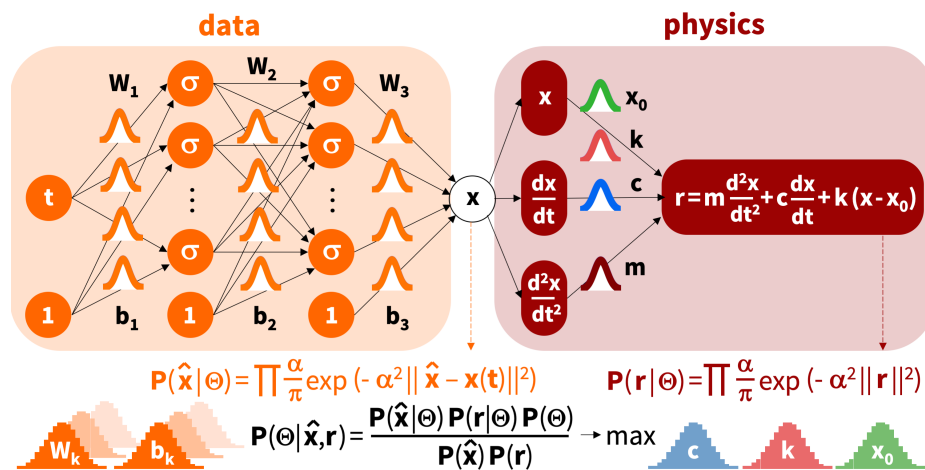 data
physics
W₁
W₂
W₃
σ
σ
σ
σ
⋮
⋮
σ
σ
t
1
1
1
b₁
b₂
b₃
x
x
dx/dt
d²x/dt²
x₀
k
c
m
r = m d²x/dt² + c dx/dt + k (x - x₀)
P(x̂|Θ) = ∏ α/π exp (- α² || x̂ – x(t)||²)
P(r|Θ) = ∏ α/π exp (- α² || r ||²)
P(Θ|x̂,r) = P(x̂|Θ) P(r|Θ) P(Θ) / P(x̂) P(r) → max
Wₖ
bₖ
c
k
x₀